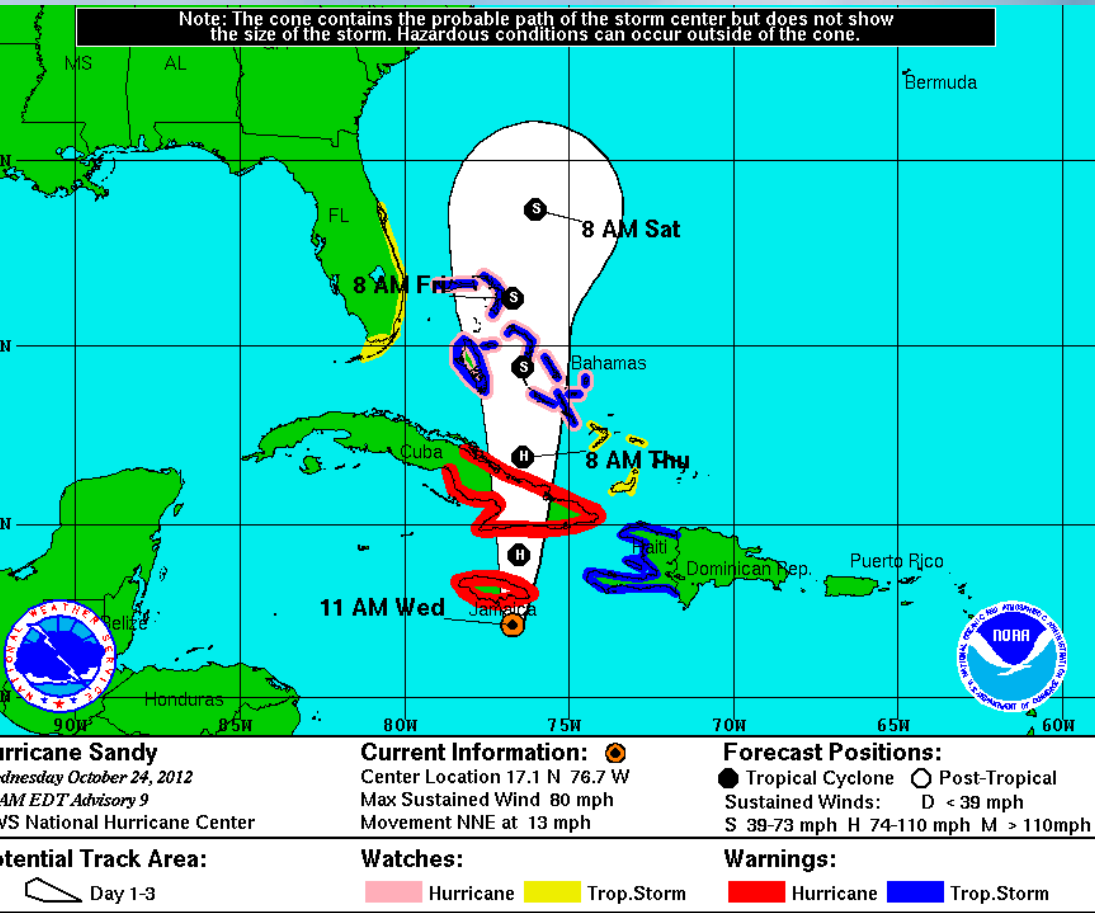 Note: The cone contains the probable path of the storm center but does not show
the size of the storm. Hazardous conditions can occur outside of the cone.
MS
AL
Bermuda
N
FL
8 AM Sat
8 AM Fri
N
Bahamas
Cuba
8 AM Thu
N
Haiti
Dominican Rep.
Puerto Rico
11 AM Wed
Jamaica
Belize
NATIONAL WEATHER SERVICE
NOAA
Honduras
N
90W
85W
80W
75W
70W
65W
60W
S
S
S
H
H
urricane Sandy
dnesday October 24, 2012
AM EDT Advisory 9
WS National Hurricane Center
Current Information:
Center Location 17.1 N 76.7 W
Max Sustained Wind 80 mph
Movement NNE at 13 mph
Forecast Positions:
Tropical Cyclone Post-Tropical
Sustained Winds: D < 39 mph
S 39-73 mph H 74-110 mph M > 110mph
otential Track Area:
Day 1-3
Watches:
Hurricane Trop.Storm
Warnings:
Hurricane Trop.Storm